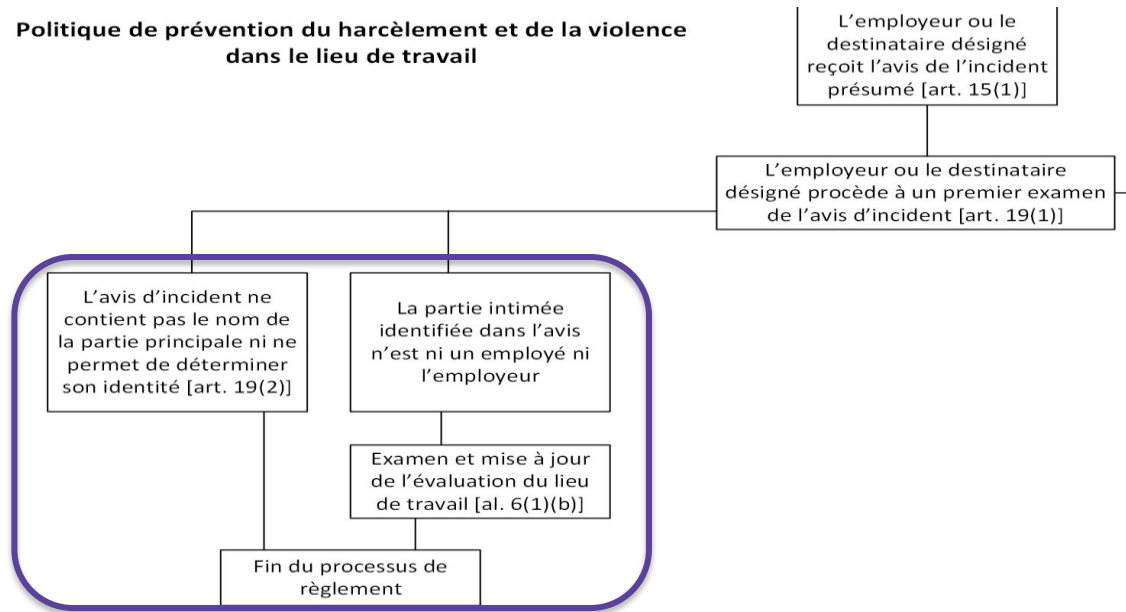 Politique de prévention du harcèlement et de la violence
dans le lieu de travail
L'employeur ou le
destinataire désigné
reçoit l'avis de l'incident
présumé [art. 15(1)]
L'employeur ou le destinataire
désigné procède à un premier examen
de l'avis d'incident [art. 19(1)]
L'avis d'incident ne
contient pas le nom de
la partie principale ni ne
permet de déterminer
son identité [art. 19(2)]
La partie intimée
identifiée dans l'avis
n'est ni un employé ni
l'employeur
Examen et mise à jour
de l'évaluation du lieu
de travail [al. 6(1)(b)]
Fin du processus de
règlement